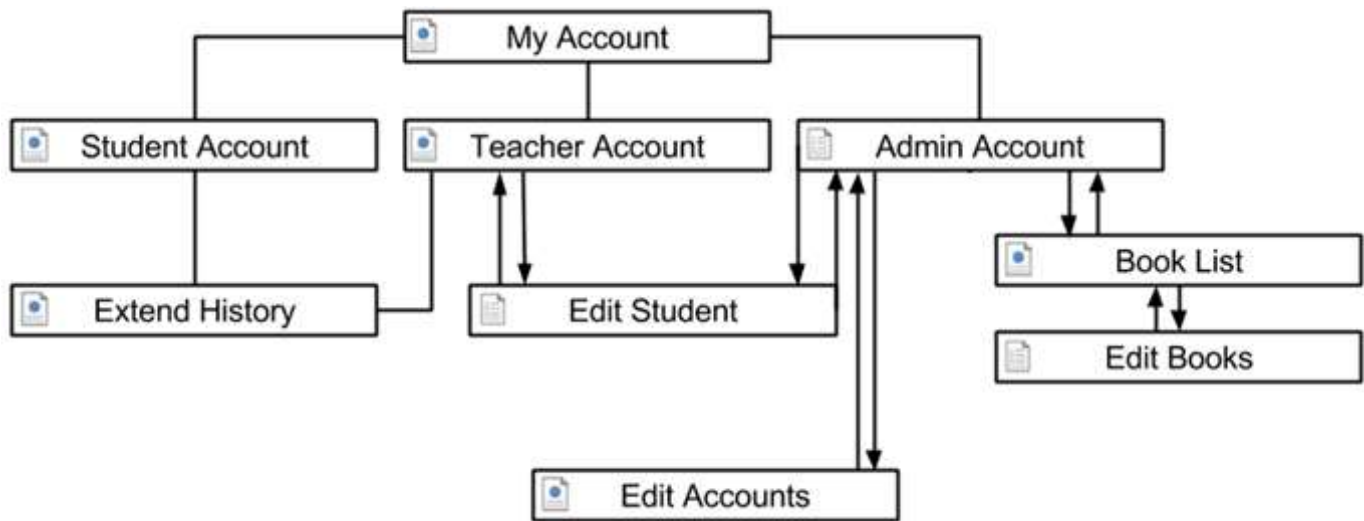 My Account
Student Account
Teacher Account
Admin Account
Book List
Extend History
Edit Student
Edit Books
Edit Accounts